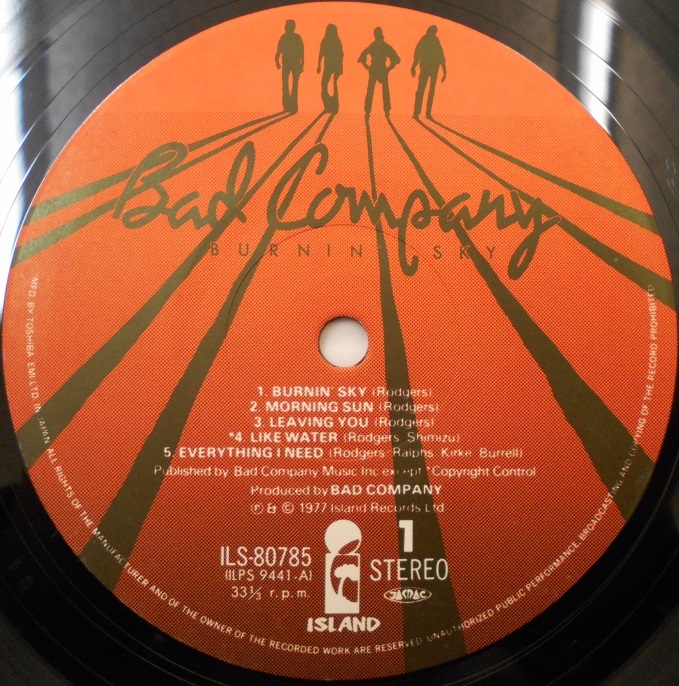 Bad Company
BURNIN' SKY
1. BURNIN' SKY (Rodgers)
2. MORNING SUN (Rodgers)
3. LEAVING YOU (Rodgers)
*4. LIKE WATER (Rodgers, Shimizu)
5. EVERYTHING I NEED (Rodgers, Ralphs, Kirke, Burrell)
Published by Bad Company Music Inc except *Copyright Control
Produced by BAD COMPANY
℗ & © 1977 Island Records Ltd
ILS-80785
(ILPS 9441-A)
33⅓ r.p.m.
ISLAND
1
STEREO
JASRAC
MFD. BY TOSHIBA EMI LTD. IN JAPAN ALL RIGHTS OF THE MANUFACTURER AND OF THE OWNER OF THE RECORDED WORK ARE RESERVED UNAUTHORIZED PUBLIC PERFORMANCE, BROADCASTING AND COPYING OF THE RECORD PROHIBITED